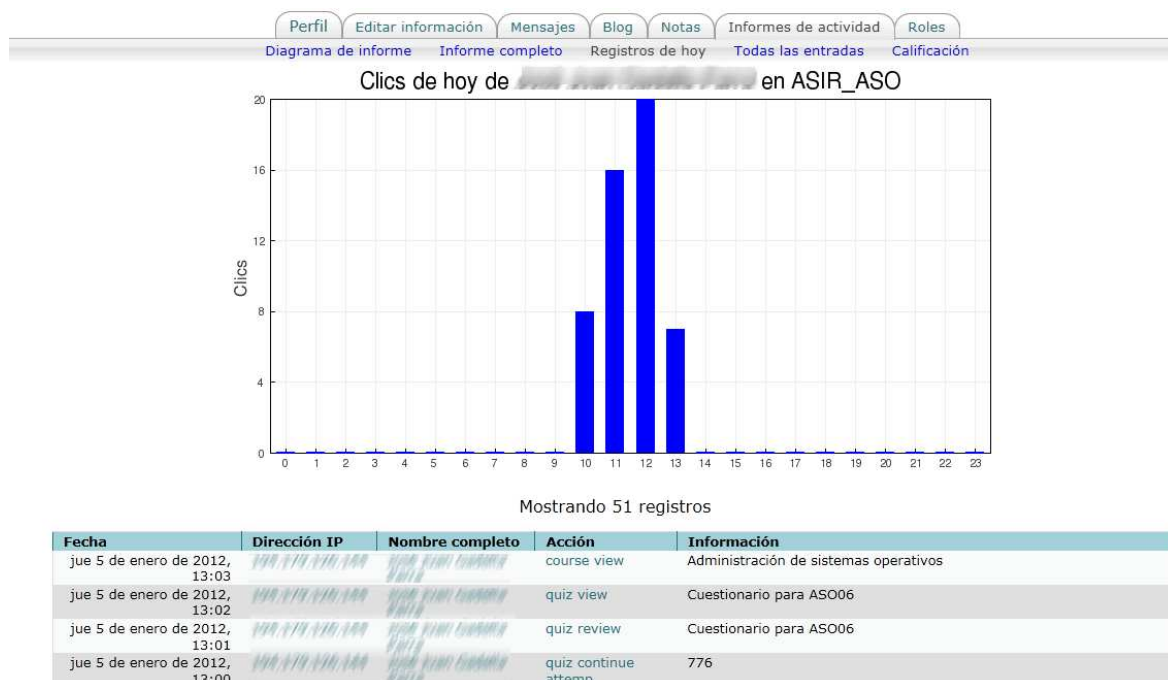 Perfil Editar información Mensajes Blog Notas Informes de actividad Roles
Diagrama de informe Informe completo Registros de hoy Todas las entradas Calificación
Clics de hoy de en ASIR_ASO
20
16
12
8
4
0
Clics
0 1 2 3 4 5 6 7 8 9 10 11 12 13 14 15 16 17 18 19 20 21 22 23
Mostrando 51 registros
Fecha Dirección IP Nombre completo Acción Información
jue 5 de enero de 2012, course view Administración de sistemas operativos
13:03
jue 5 de enero de 2012, quiz view Cuestionario para ASO06
13:02
jue 5 de enero de 2012, quiz review Cuestionario para ASO06
13:01
jue 5 de enero de 2012, quiz continue 776
13:00 attemp